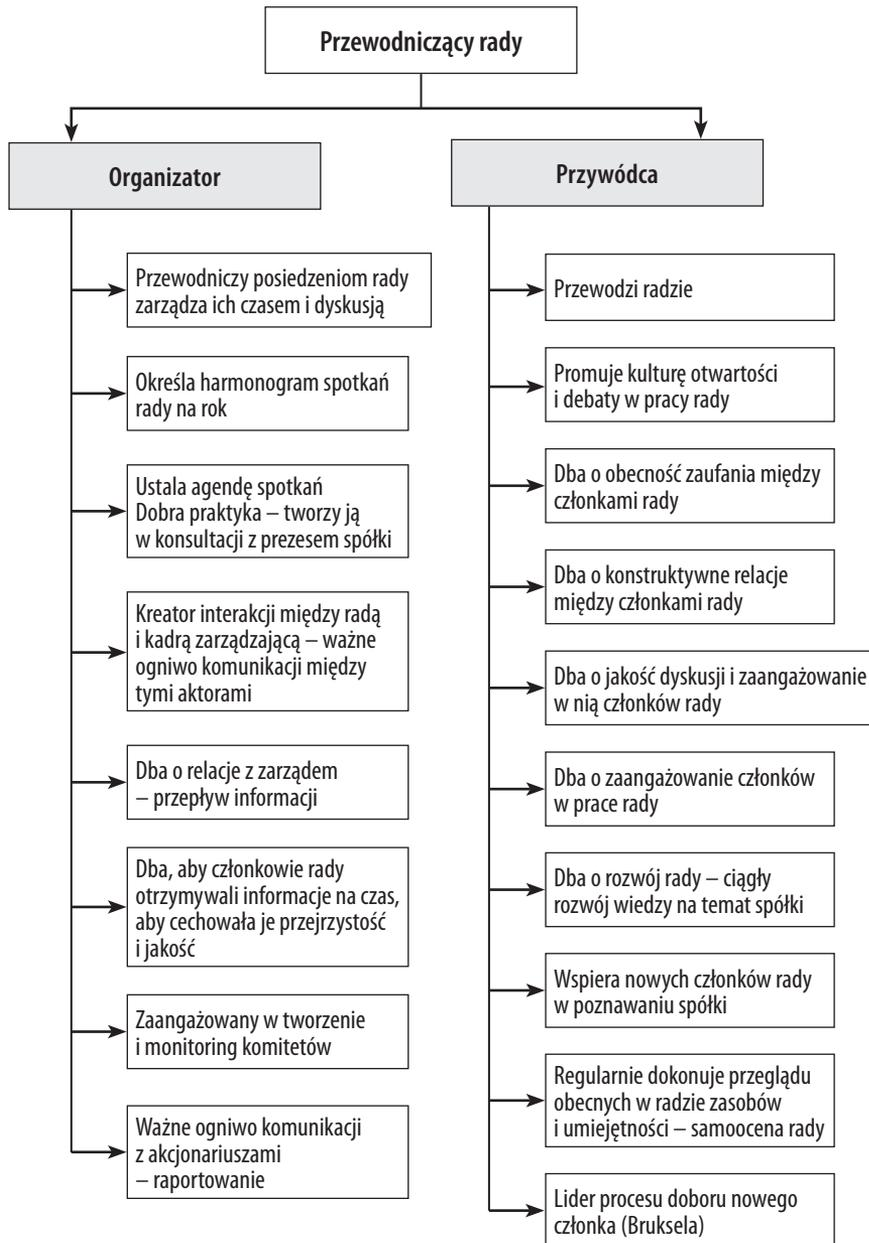 Przewodniczący rady
Organizator
Przewodniczy posiedzeniom rady
zarządza ich czasem i dyskusją
Określa harmonogram spotkań
rady na rok
Ustala agendę spotkań
Dobra praktyka – tworzy ją
w konsultacji z prezesem spółki
Kreator interakcji między radą
i kadrą zarządzającą – ważne
ogniwo komunikacji między
tymi aktorami
Dba o relacje z zarządem
– przepływ informacji
Dba, aby członkowie rady
otrzymywali informacje na czas,
aby cechowała je przejrzystość
i jakość
Zaangażowany w tworzenie
i monitoring komitetów
Ważne ogniwo komunikacji
z akcjonariuszami
– raportowanie
Przywódca
Przewodzi radzie
Promuje kulturę otwartości
i debaty w pracy rady
Dba o obecność zaufania między
członkami rady
Dba o konstruktywne relacje
między członkami rady
Dba o jakość dyskusji i zaangażowanie
w nią członków rady
Dba o zaangażowanie członków
w prace rady
Dba o rozwój rady – ciągły
rozwój wiedzy na temat spółki
Wspiera nowych członków rady
w poznawaniu spółki
Regularnie dokonuje przeglądu
obecnych w radzie zasobów
i umiejętności – samoocena rady
Lider procesu doboru nowego
członka (Bruksela)